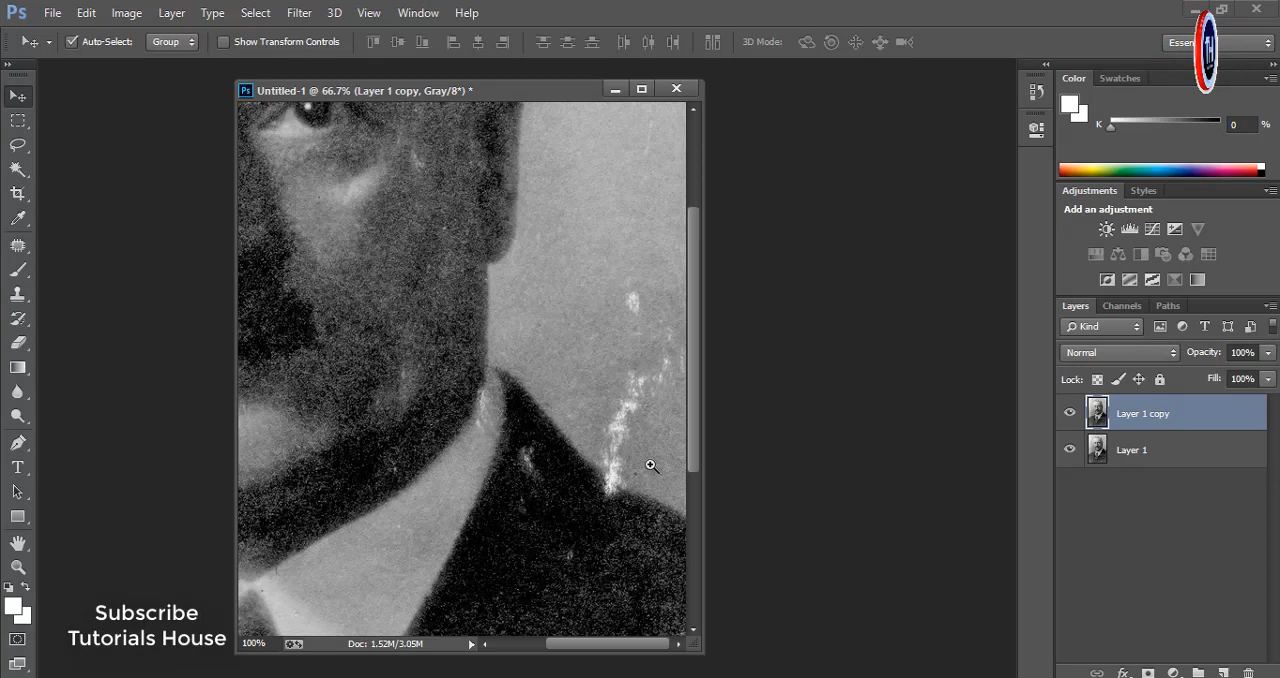 Ps File Edit Image Layer Type Select Filter 3D View Window Help
Auto-Select: Group Show Transform Controls 3D Mode: Essen
TH
Untitled-1 @ 66.7% (Layer 1 copy, Gray/8*) *
Color Swatches
K 0 %
Adjustments Styles
Add an adjustment
Layers Channels Paths
Kind
Normal Opacity: 100%
Lock: Fill: 100%
Layer 1 copy
Layer 1
Subscribe
Tutorials House
100% Doc: 1.52M/3.05M